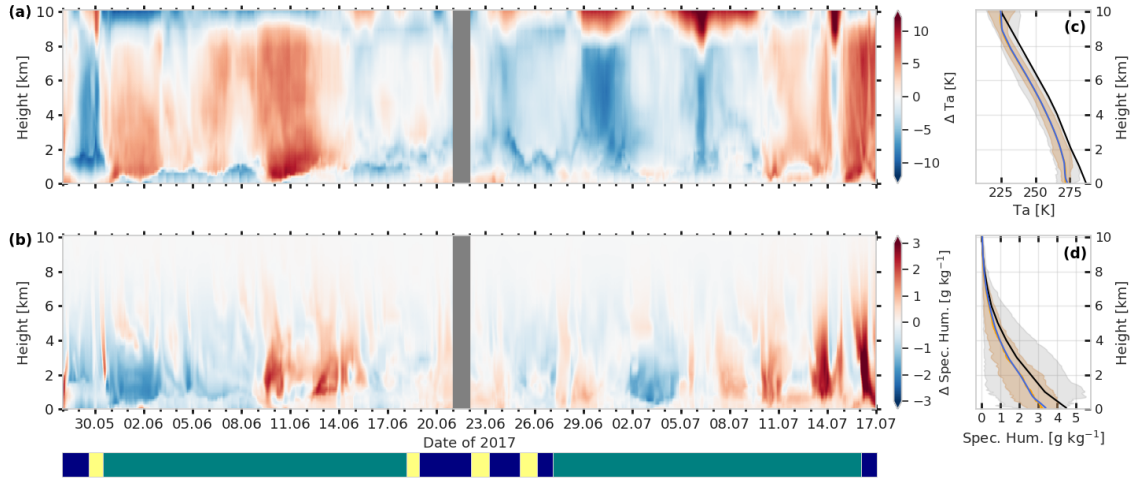 (a)
10
8
6
4
2
0
Height [km]
10
5
0
−5
−10
Δ Ta [K]
(c)
10
8
6
4
2
0
Height [km]
225 250 275
Ta [K]
(b)
10
8
6
4
2
0
Height [km]
3
2
1
0
−1
−2
−3
Δ Spec. Hum. [g kg⁻¹]
30.05 02.06 05.06 08.06 11.06 14.06 17.06 20.06 23.06 26.06 29.06 02.07 05.07 08.07 11.07 14.07 17.07
Date of 2017
(d)
10
8
6
4
2
0
Height [km]
0 1 2 3 4 5
Spec. Hum. [g kg⁻¹]